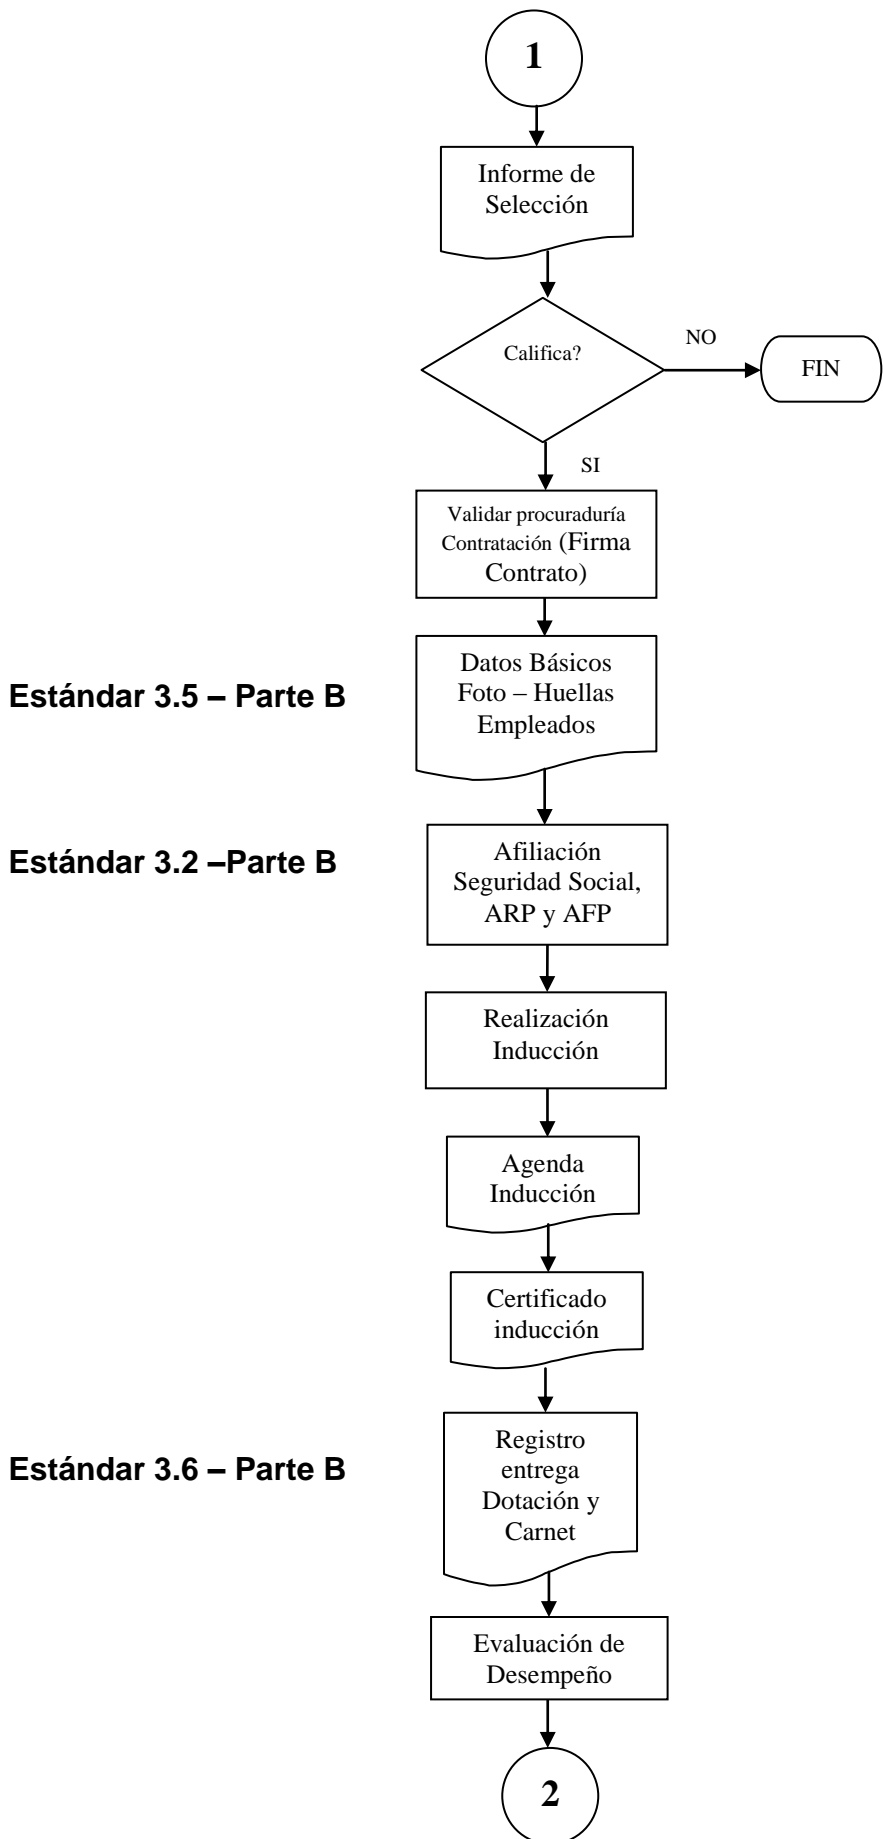 1
Informe de
Selección
Califica?
NO
FIN
SI
Validar procuraduría
Contratación (Firma
Contrato)
Estándar 3.5 – Parte B
Datos Básicos
Foto – Huellas
Empleados
Estándar 3.2 –Parte B
Afiliación
Seguridad Social,
ARP y AFP
Realización
Inducción
Agenda
Inducción
Certificado
inducción
Estándar 3.6 – Parte B
Registro
entrega
Dotación y
Carnet
Evaluación de
Desempeño
2